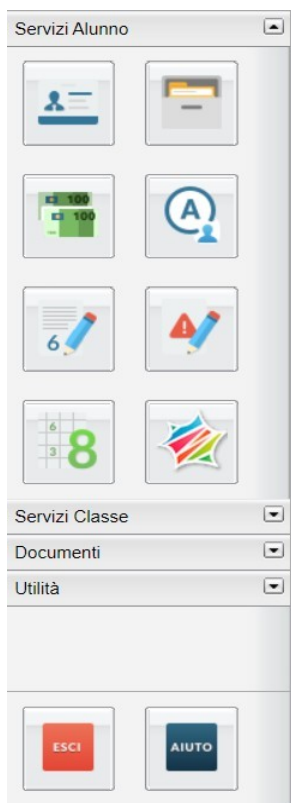 Servizi Alunno
100
100
A
6
6
3
8
Servizi Classe
Documenti
Utilità
ESCI
AIUTO